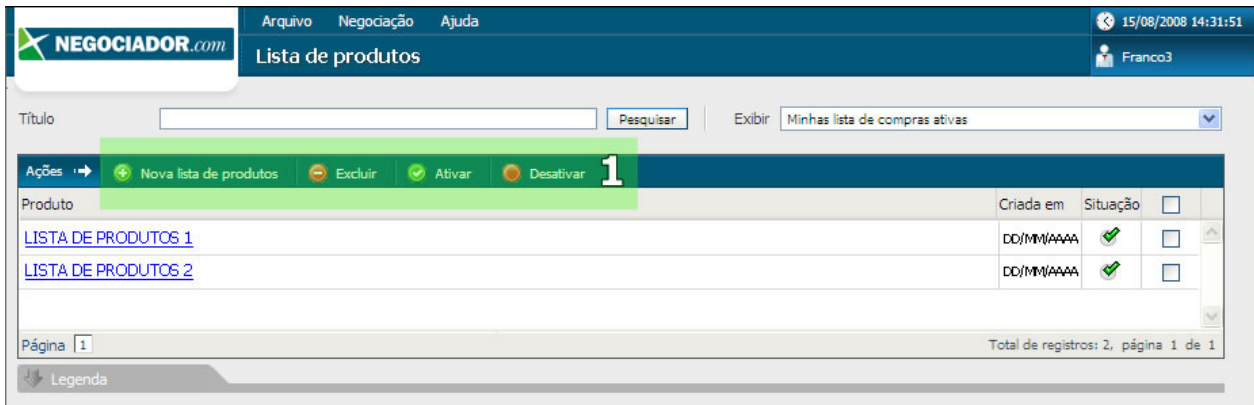 NEGOCIADOR.com
Arquivo Negociação Ajuda
15/08/2008 14:31:51
Lista de produtos
Franco3
Título
Pesquisar
Exibir
Minhas lista de compras ativas
Ações
Nova lista de produtos
Excluir
Ativar
Desativar
1
Produto
Criada em
Situação
LISTA DE PRODUTOS 1
DD/MM/AAAA
LISTA DE PRODUTOS 2
DD/MM/AAAA
Página 1
Total de registros: 2, página 1 de 1
Legenda